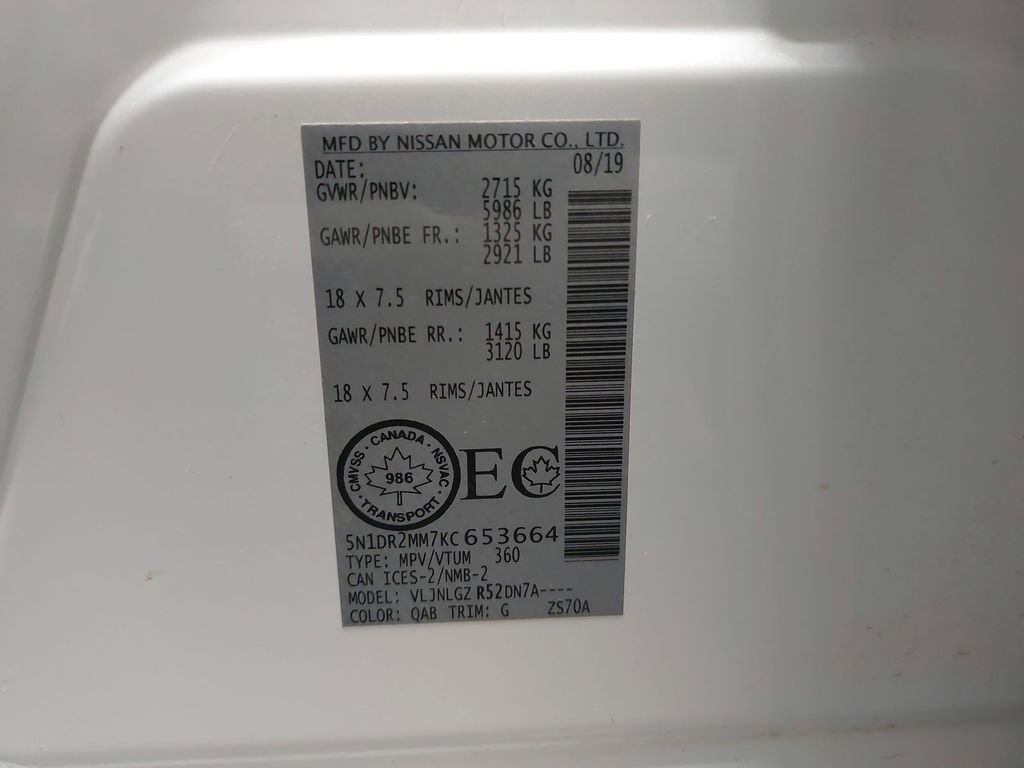 MFD BY NISSAN MOTOR CO., LTD.
DATE: 08/19
GVWR/PNBV: 2715 KG
5986 LB
GAWR/PNBE FR.: 1325 KG
2921 LB
18 X 7.5 RIMS/JANTES
GAWR/PNBE RR.: 1415 KG
3120 LB
18 X 7.5 RIMS/JANTES
CMVSS · CANADA · NSVAC
986
· TRANSPORT ·
EC
5N1DR2MM7KC653664
TYPE: MPV/VTUM 360
CAN ICES-2/NMB-2
MODEL: VLJNLGZ R52DN7A----
COLOR: QAB TRIM: G ZS70A